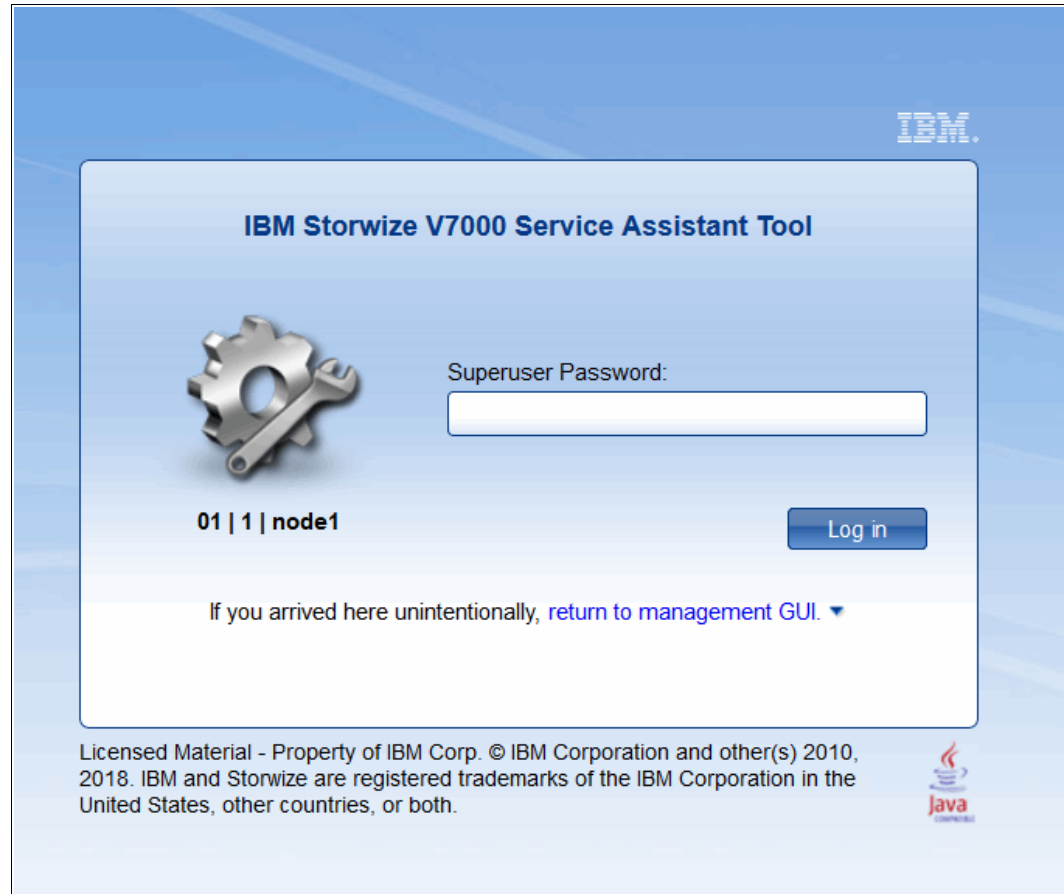 IBM.
IBM Storwize V7000 Service Assistant Tool
Superuser Password:
01 | 1 | node1
Log in
If you arrived here unintentionally, return to management GUI.
Licensed Material - Property of IBM Corp. © IBM Corporation and other(s) 2010,
2018. IBM and Storwize are registered trademarks of the IBM Corporation in the
United States, other countries, or both.
Java
COMPATIBLE